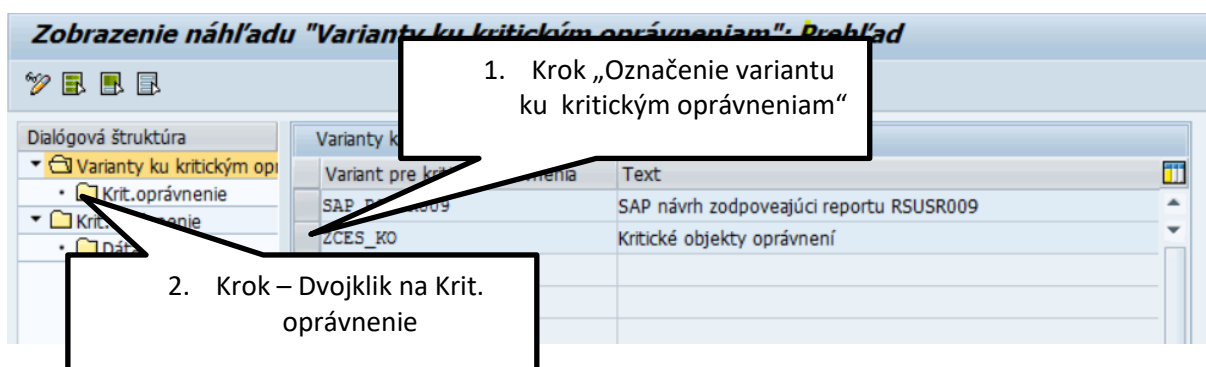 Zobrazenie náhľadu "Varianty ku kritickým oprávneniam": Prehľad
1. Krok „Označenie variantu
ku kritickým oprávneniam“
Dialógová štruktúra
Varianty k
Varianty ku kritickým opr
Variant pre
Text
Krit.oprávnenie
SAP návrh zodpoveajúci reportu RSUSR009
Krit.
ZCES_KO
Kritické objekty oprávnení
2. Krok – Dvojklik na Krit.
oprávnenie